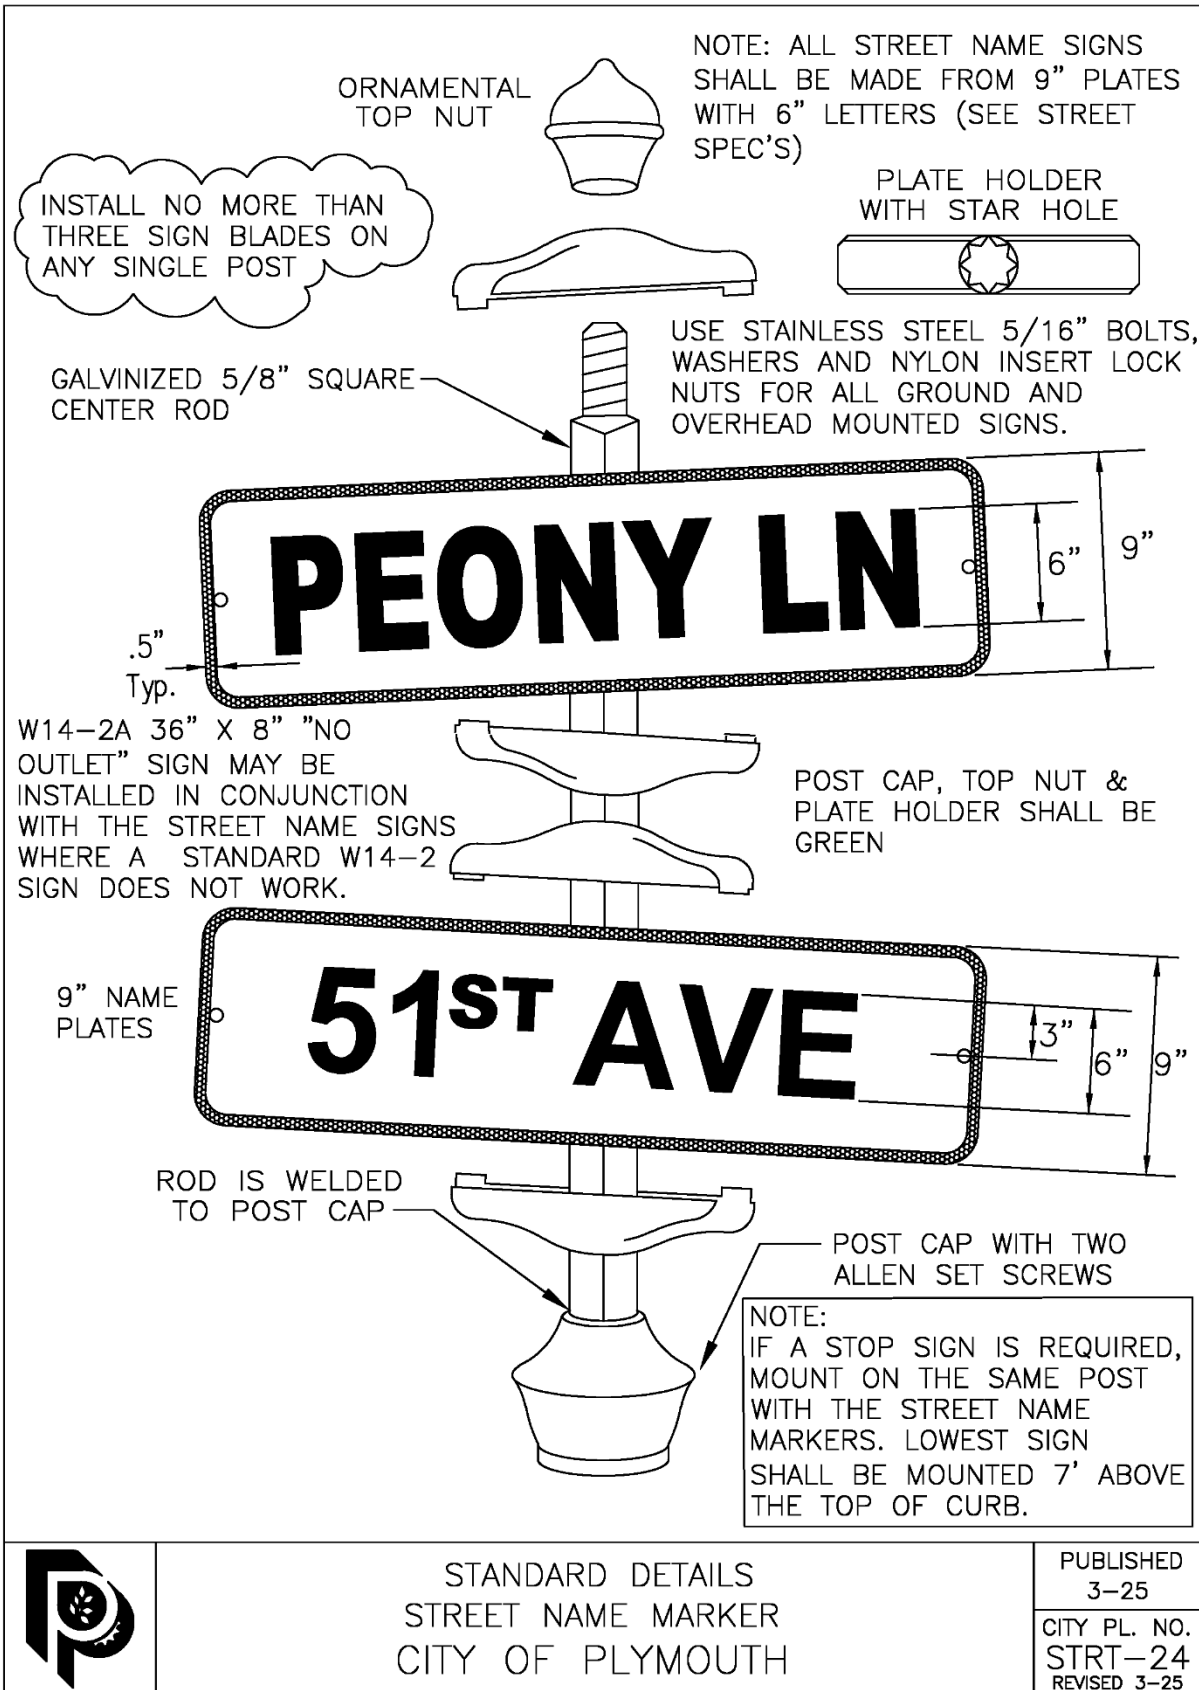 ORNAMENTAL
TOP NUT
NOTE: ALL STREET NAME SIGNS
SHALL BE MADE FROM 9" PLATES
WITH 6" LETTERS (SEE STREET
SPEC'S)
INSTALL NO MORE THAN
THREE SIGN BLADES ON
ANY SINGLE POST
PLATE HOLDER
WITH STAR HOLE
USE STAINLESS STEEL 5/16" BOLTS,
WASHERS AND NYLON INSERT LOCK
NUTS FOR ALL GROUND AND
OVERHEAD MOUNTED SIGNS.
GALVINIZED 5/8" SQUARE
CENTER ROD
PEONY LN
6"
9"
.5"
Typ.
W14-2A 36" X 8" "NO
OUTLET" SIGN MAY BE
INSTALLED IN CONJUNCTION
WITH THE STREET NAME SIGNS
WHERE A STANDARD W14-2
SIGN DOES NOT WORK.
POST CAP, TOP NUT &
PLATE HOLDER SHALL BE
GREEN
9" NAME
PLATES
51ST AVE
3"
6"
9"
ROD IS WELDED
TO POST CAP
POST CAP WITH TWO
ALLEN SET SCREWS
NOTE:
IF A STOP SIGN IS REQUIRED,
MOUNT ON THE SAME POST
WITH THE STREET NAME
MARKERS. LOWEST SIGN
SHALL BE MOUNTED 7' ABOVE
THE TOP OF CURB.
STANDARD DETAILS
STREET NAME MARKER
CITY OF PLYMOUTH
PUBLISHED
3-25
CITY PL. NO.
STRT-24
REVISED 3-25